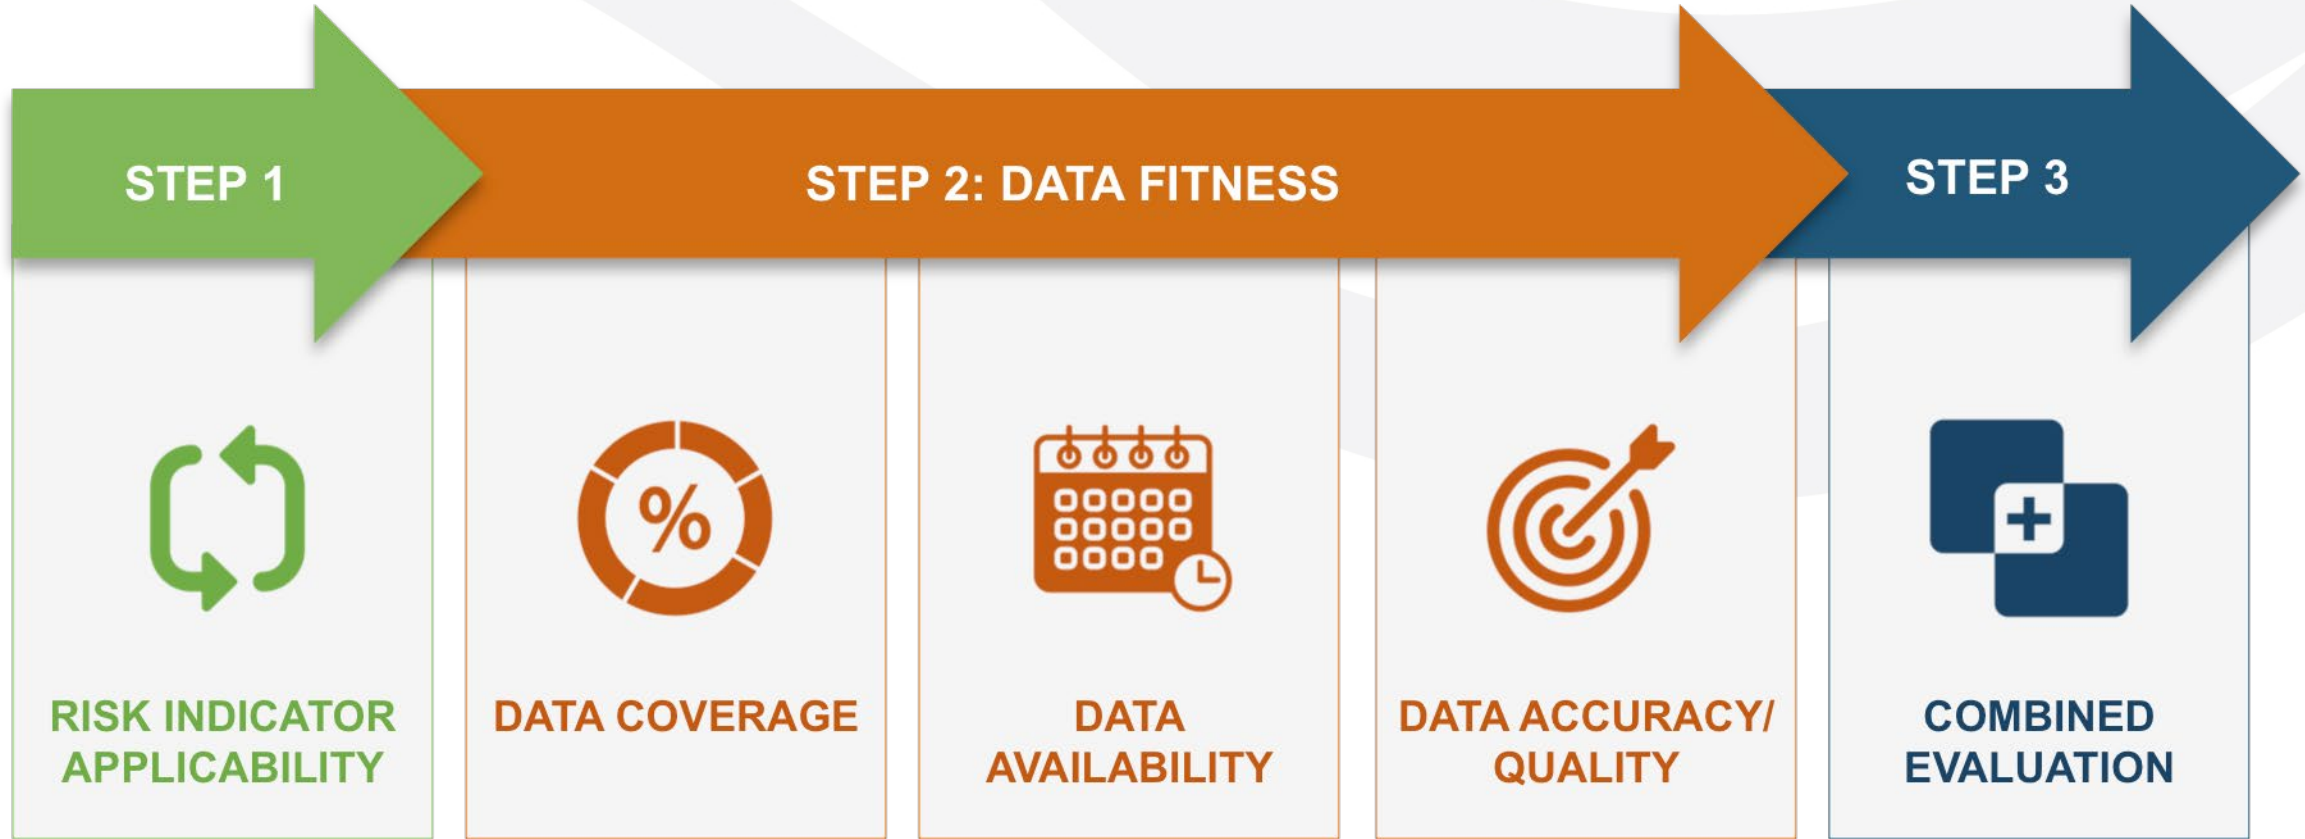 STEP 1
STEP 2: DATA FITNESS
STEP 3
%
RISK INDICATOR
APPLICABILITY
DATA COVERAGE
DATA
AVAILABILITY
DATA ACCURACY/
QUALITY
COMBINED
EVALUATION